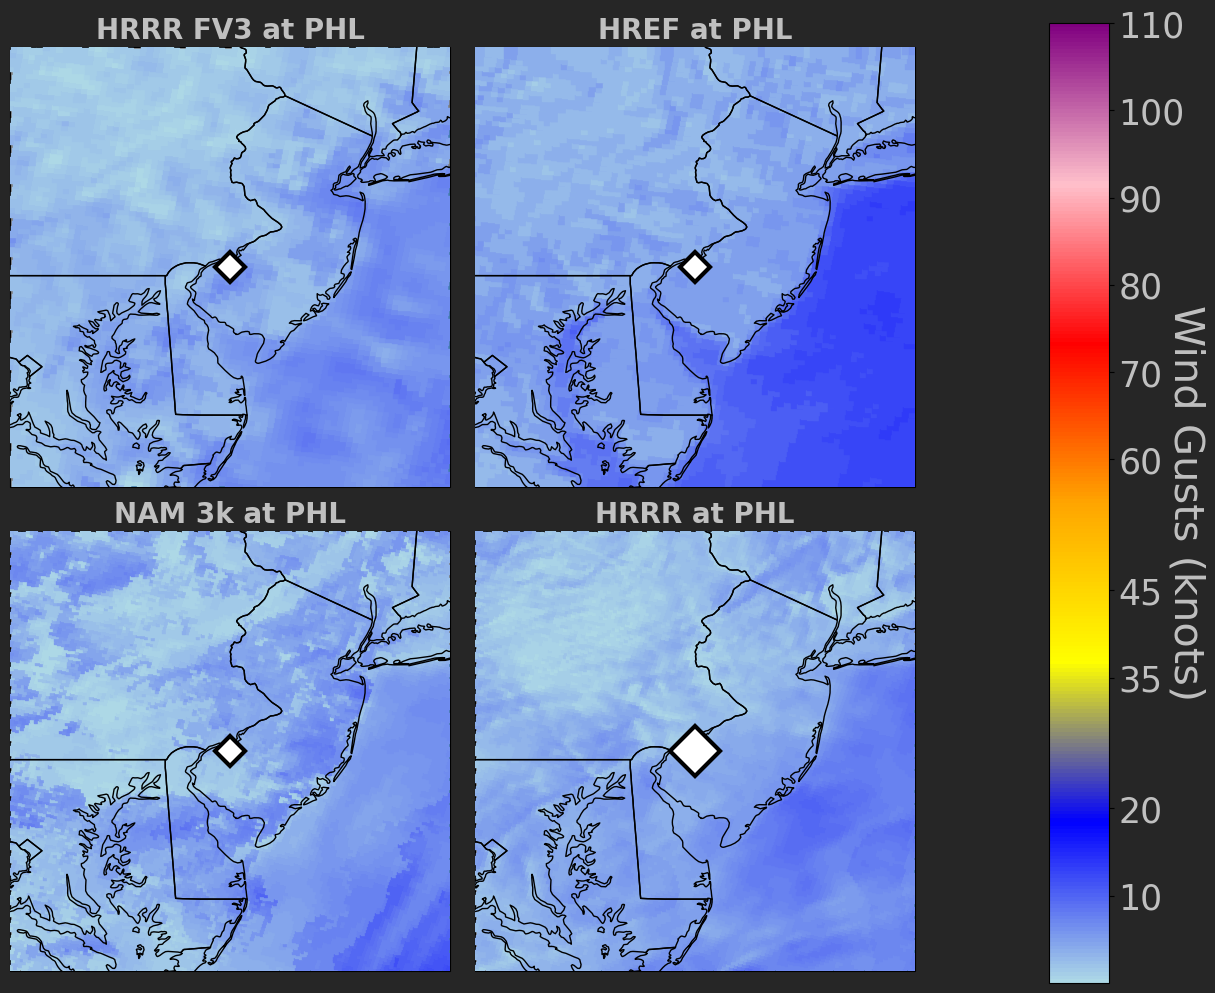 HRRR FV3 at PHL
HREF at PHL
NAM 3k at PHL
HRRR at PHL
110
100
90
80
70
60
45
35
20
10
Wind Gusts (knots)